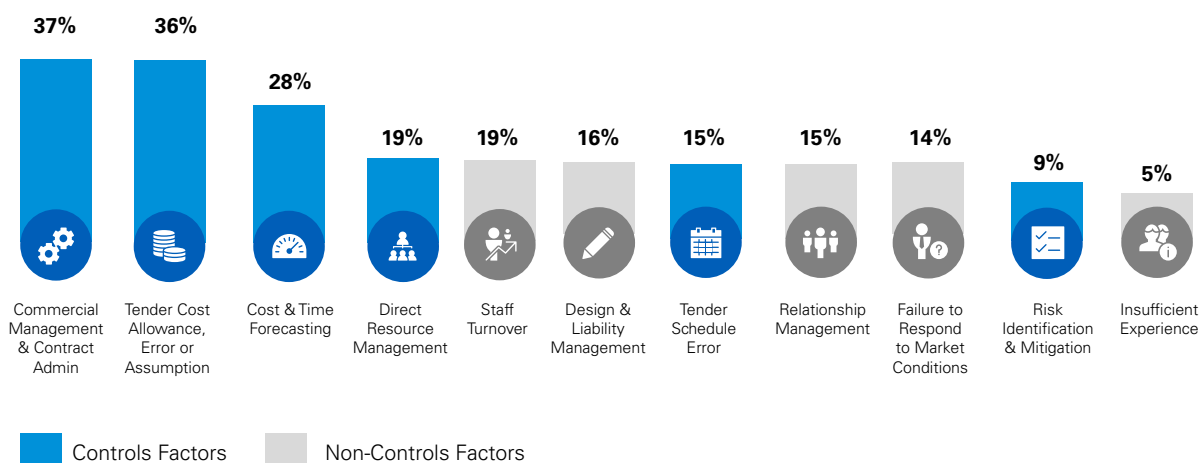 37%
36%
28%
19%
19%
16%
15%
15%
14%
9%
5%
Commercial
Management
& Contract
Admin
Tender Cost
Allowance,
Error or
Assumption
Cost & Time
Forecasting
Direct
Resource
Management
Staff
Turnover
Design &
Liability
Management
Tender
Schedule
Error
Relationship
Management
Failure to
Respond
to Market
Conditions
Risk
Identification
& Mitigation
Insufficient
Experience
Controls Factors
Non-Controls Factors